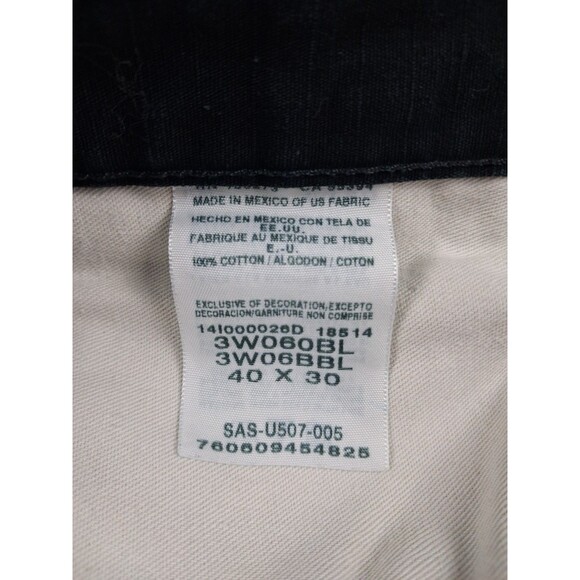 MADE IN MEXICO OF US FABRIC
HECHO EN MEXICO CON TELA DE
EE.UU.
FABRIQUE AU MEXIQUE DE TISSU
E.-U.
100% COTTON / ALGODON / COTON
EXCLUSIVE OF DECORATION/EXCEPTO
DECORACION/GARNITURE NON COMPRISE
14I000026D 18514
3W060BL
3W06BBL
40 X 30
SAS-U507-005
760609454825